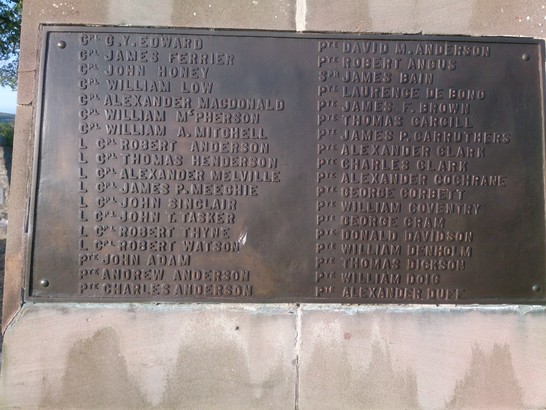 CPL C.Y. EDWARD
CPL JAMES FERRIER
CPL JOHN HONEY
CPL WILLIAM LOW
CPL ALEXANDER MACDONALD
CPL WILLIAM MCPHERSON
CPL WILLIAM A. MITCHELL
L CPL ROBERT ANDERSON
L CPL THOMAS HENDERSON
L CPL ALEXANDER MELVILLE
L CPL JAMES P. MEECHIE
L CPL JOHN SINCLAIR
L CPL JOHN T. TASKER
L CPL ROBERT THYNE
L CPL ROBERT WATSON
PTE JOHN ADAM
PTE ANDREW ANDERSON
PTE CHARLES ANDERSON
PTE DAVID M. ANDERSON
PTE ROBERT ANGUS
SPR JAMES BAIN
PTE LAURENCE DE BONO
PTE JAMES F. BROWN
PTE THOMAS CARGILL
PTE JAMES P. CARRUTHERS
PTE ALEXANDER CLARK
PTE CHARLES CLARK
PTE ALEXANDER COCHRANE
PTE GEORGE CORBETT
PTE WILLIAM COVENTRY
PTE GEORGE CRAM
PTE DONALD DAVIDSON
PTE WILLIAM DENHOLM
PTE THOMAS DICKSON
PTE WILLIAM DOIG
PTE ALEXANDER DUFF